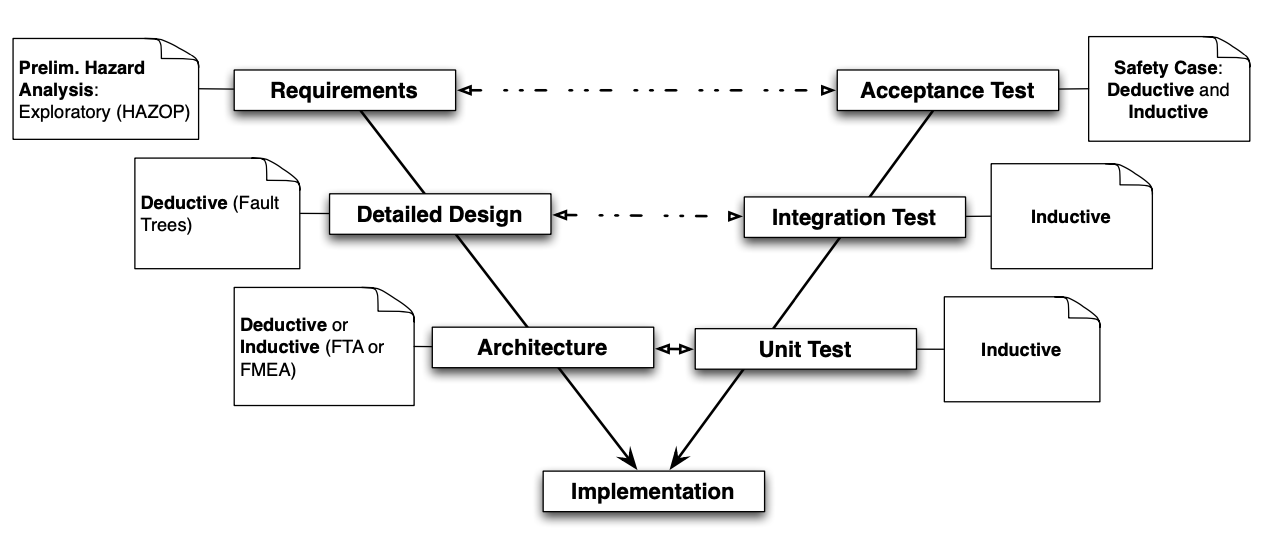 Prelim. Hazard
Analysis:
Exploratory (HAZOP)
Requirements
Acceptance Test
Safety Case:
Deductive and
Inductive
Deductive (Fault
Trees)
Detailed Design
Integration Test
Inductive
Deductive or
Inductive (FTA or
FMEA)
Architecture
Unit Test
Inductive
Implementation